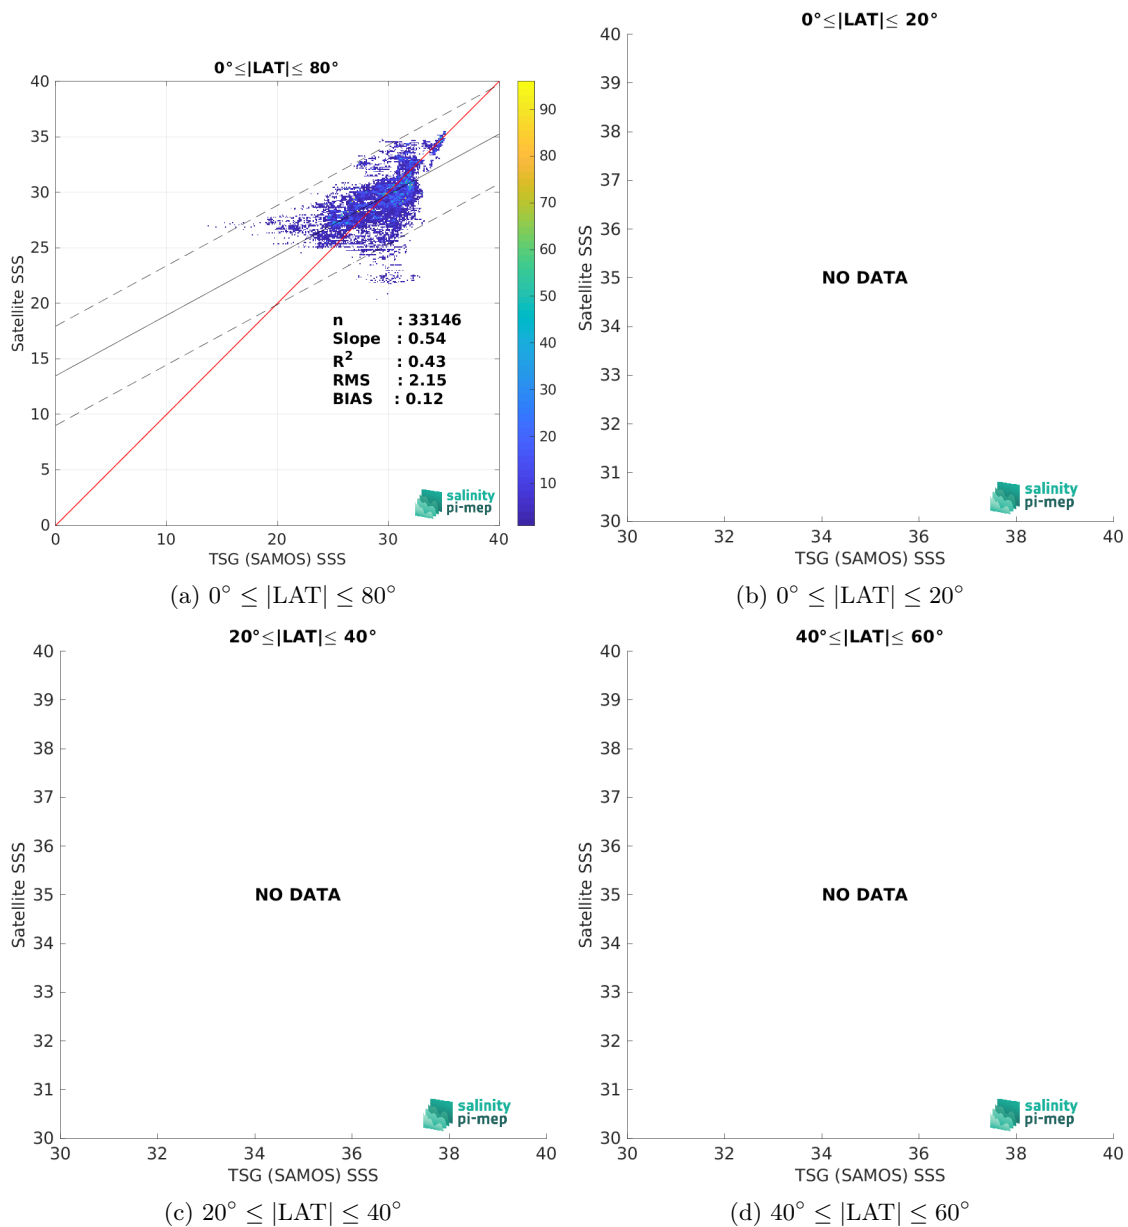 0°≤|LAT|≤ 80°
40
35
30
25
20
15
10
5
0
0
10
20
30
40
Satellite SSS
TSG (SAMOS) SSS
n : 33146
Slope : 0.54
R² : 0.43
RMS : 2.15
BIAS : 0.12
salinity
pi-mep
90
80
70
60
50
40
30
20
10
(a) 0° ≤ |LAT| ≤ 80°
0°≤|LAT|≤ 20°
40
39
38
37
36
35
34
33
32
31
30
30
32
34
36
38
40
Satellite SSS
NO DATA
TSG (SAMOS) SSS
salinity
pi-mep
(b) 0° ≤ |LAT| ≤ 20°
20°≤|LAT|≤ 40°
40
39
38
37
36
35
34
33
32
31
30
30
32
34
36
38
40
Satellite SSS
NO DATA
TSG (SAMOS) SSS
salinity
pi-mep
(c) 20° ≤ |LAT| ≤ 40°
40°≤|LAT|≤ 60°
40
39
38
37
36
35
34
33
32
31
30
30
32
34
36
38
40
Satellite SSS
NO DATA
TSG (SAMOS) SSS
salinity
pi-mep
(d) 40° ≤ |LAT| ≤ 60°